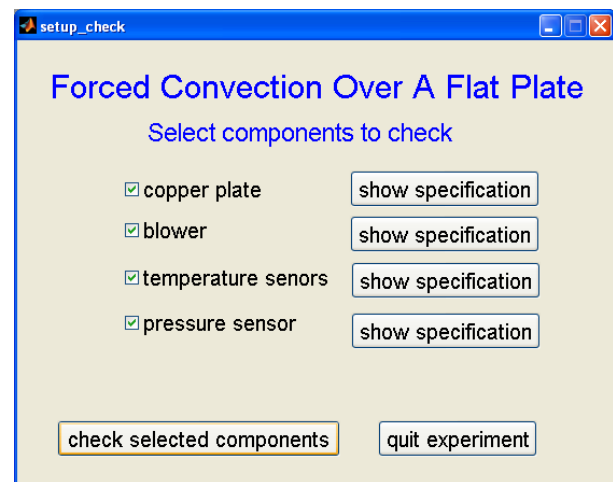 setup_check
Forced Convection Over A Flat Plate
Select components to check
copper plate show specification
blower show specification
temperature senors show specification
pressure sensor show specification
check selected components quit experiment